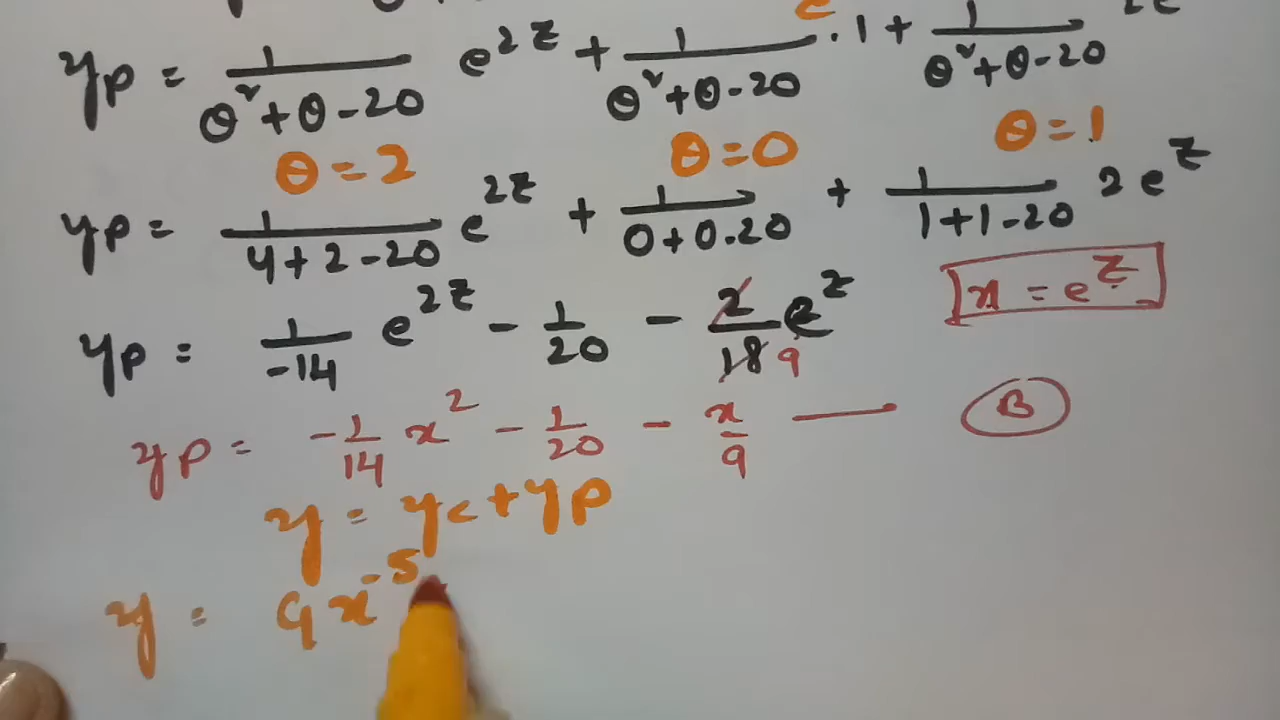 yp = 1/(θ²+θ-20) e^{2z} + 1/(θ²+θ-20) .1 + 1/(θ²+θ-20)
θ=2 θ=0 θ=1
yp = 1/(4+2-20) e^{2z} + 1/(0+0.20) + 1/(1+1-20) 2e^z
x = e^z
yp = 1/-14 e^{2z} - 1/20 - 2/18 e^z 9
yp = -1/14 x² - 1/20 - x/9 — B
y = yc + yp
y = C₁x^{-5}